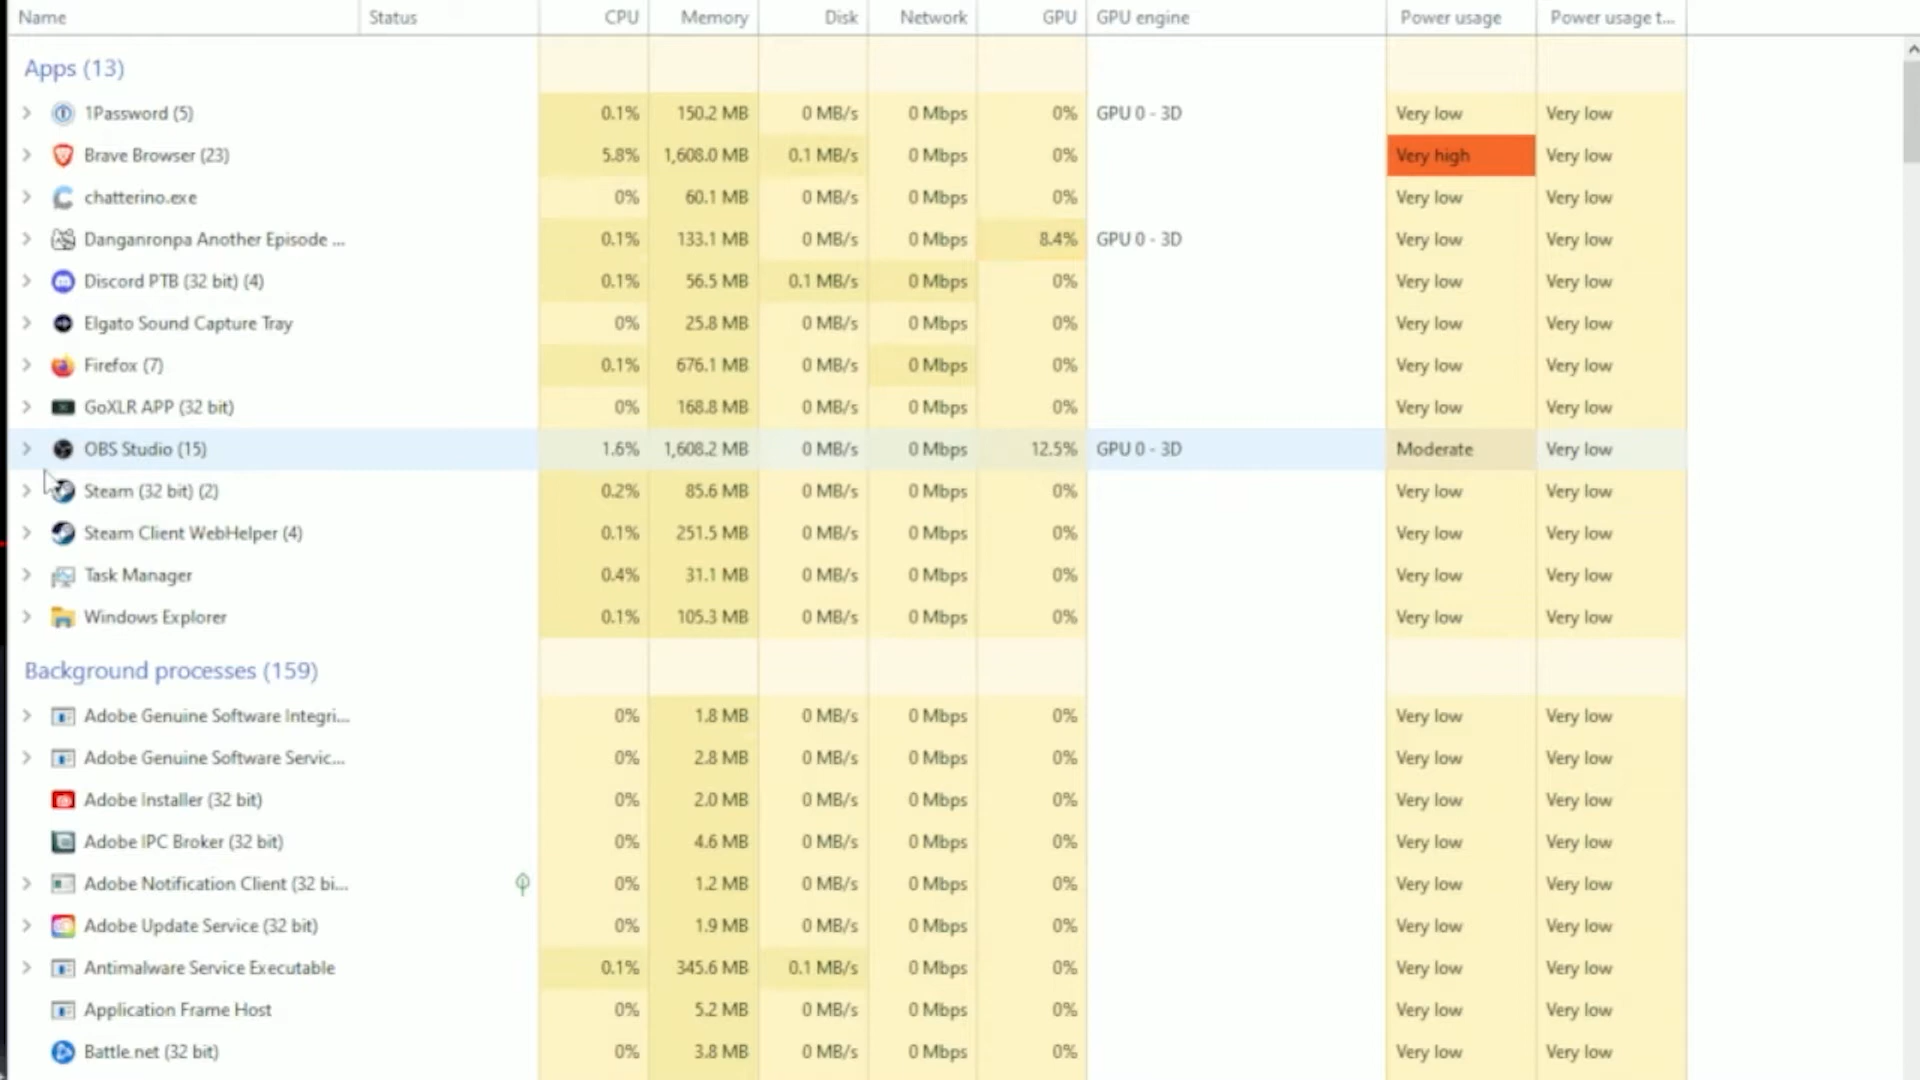 Name Status CPU Memory Disk Network GPU GPU engine Power usage Power usage t...
Apps (13)
1Password (5) 0.1% 150.2 MB 0 MB/s 0 Mbps 0% GPU 0 - 3D Very low Very low
Brave Browser (23) 5.8% 1,608.0 MB 0.1 MB/s 0 Mbps 0% Very high Very low
chatterino.exe 0% 60.1 MB 0 MB/s 0 Mbps 0% Very low Very low
Danganronpa Another Episode ... 0.1% 133.1 MB 0 MB/s 0 Mbps 8.4% GPU 0 - 3D Very low Very low
Discord PTB (32 bit) (4) 0.1% 56.5 MB 0.1 MB/s 0 Mbps 0% Very low Very low
Elgato Sound Capture Tray 0% 25.8 MB 0 MB/s 0 Mbps 0% Very low Very low
Firefox (7) 0.1% 676.1 MB 0 MB/s 0 Mbps 0% Very low Very low
GoXLR APP (32 bit) 0% 168.8 MB 0 MB/s 0 Mbps 0% Very low Very low
OBS Studio (15) 1.6% 1,608.2 MB 0 MB/s 0 Mbps 12.5% GPU 0 - 3D Moderate Very low
Steam (32 bit) (2) 0.2% 85.6 MB 0 MB/s 0 Mbps 0% Very low Very low
Steam Client WebHelper (4) 0.1% 251.5 MB 0 MB/s 0 Mbps 0% Very low Very low
Task Manager 0.4% 31.1 MB 0 MB/s 0 Mbps 0% Very low Very low
Windows Explorer 0.1% 105.3 MB 0 MB/s 0 Mbps 0% Very low Very low
Background processes (159)
Adobe Genuine Software Integri... 0% 1.8 MB 0 MB/s 0 Mbps 0% Very low Very low
Adobe Genuine Software Servic... 0% 2.8 MB 0 MB/s 0 Mbps 0% Very low Very low
Adobe Installer (32 bit) 0% 2.0 MB 0 MB/s 0 Mbps 0% Very low Very low
Adobe IPC Broker (32 bit) 0% 4.6 MB 0 MB/s 0 Mbps 0% Very low Very low
Adobe Notification Client (32 bi... 0% 1.2 MB 0 MB/s 0 Mbps 0% Very low Very low
Adobe Update Service (32 bit) 0% 1.9 MB 0 MB/s 0 Mbps 0% Very low Very low
Antimalware Service Executable 0.1% 345.6 MB 0.1 MB/s 0 Mbps 0% Very low Very low
Application Frame Host 0% 5.2 MB 0 MB/s 0 Mbps 0% Very low Very low
Battle.net (32 bit) 0% 3.8 MB 0 MB/s 0 Mbps 0% Very low Very low